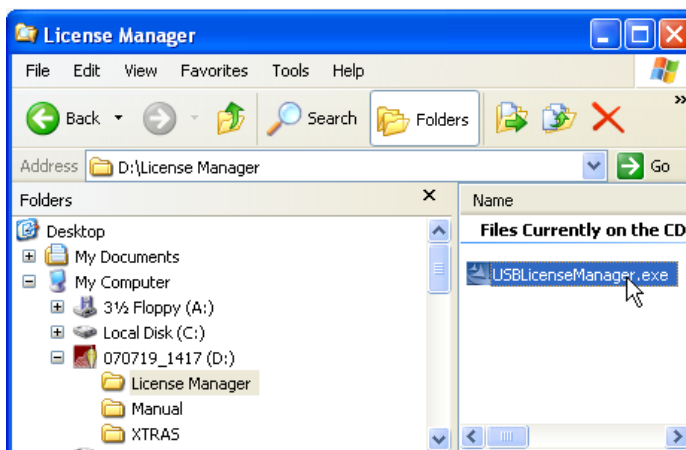 License Manager
File Edit View Favorites Tools Help
Back Search Folders »
Address D:\License Manager Go
Folders × Name
Desktop Files Currently on the CD
My Documents
My Computer USBLicenseManager.exe
3½ Floppy (A:)
Local Disk (C:)
070719_1417 (D:)
License Manager
Manual
XTRAS